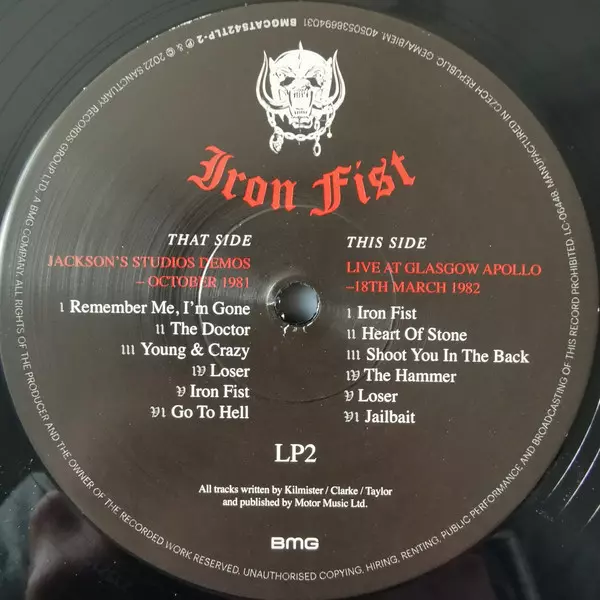 Iron Fist
THAT SIDE
JACKSON'S STUDIOS DEMOS
– OCTOBER 1981
I Remember Me, I'm Gone
II The Doctor
III Young & Crazy
IV Loser
V Iron Fist
VI Go To Hell
THIS SIDE
LIVE AT GLASGOW APOLLO
–18TH MARCH 1982
I Iron Fist
II Heart Of Stone
III Shoot You In The Back
IV The Hammer
V Loser
VI Jailbait
LP2
All tracks written by Kilmister / Clarke / Taylor
and published by Motor Music Ltd.
BMG
BMGCAT542TLP-2 ℗ & © 2022 SANCTUARY RECORDS GROUP LTD., A BMG COMPANY. ALL RIGHTS OF THE PRODUCER AND THE OWNER OF THE RECORDED WORK RESERVED. UNAUTHORISED COPYING, HIRING, RENTING, PUBLIC PERFORMANCE AND BROADCASTING OF THIS RECORD PROHIBITED. LC-06448. MANUFACTURED IN CZECH REPUBLIC. GEMA/BIEM. 4050538694031